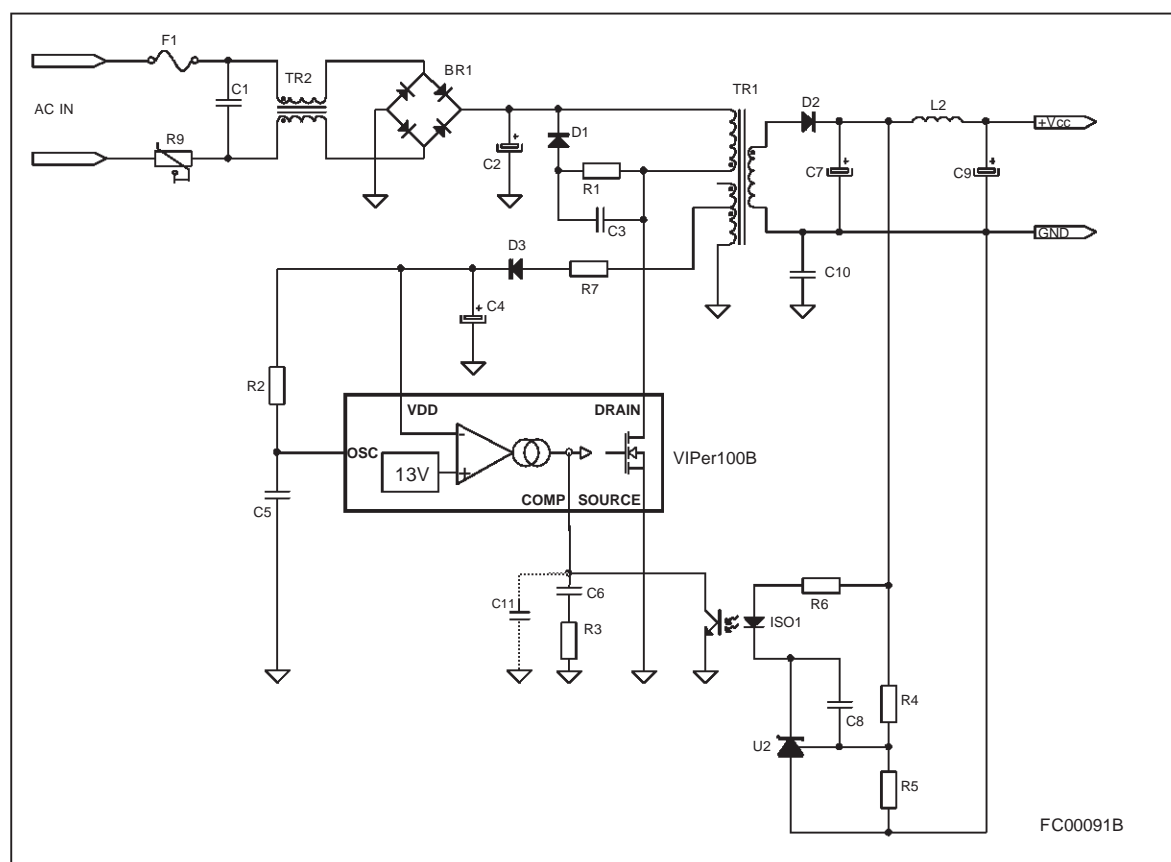 F1
BR1
TR2
C1
TR1
D2
L2
+Vcc
AC IN
D1
R9
C2
R1
C7
C9
C3
GND
D3
R7
C10
C4
R2
VDD
DRAIN
OSC
-
13V
+
VIPer100B
COMP
SOURCE
C5
C6
C11
R3
R6
ISO1
R4
C8
U2
R5
FC00091B